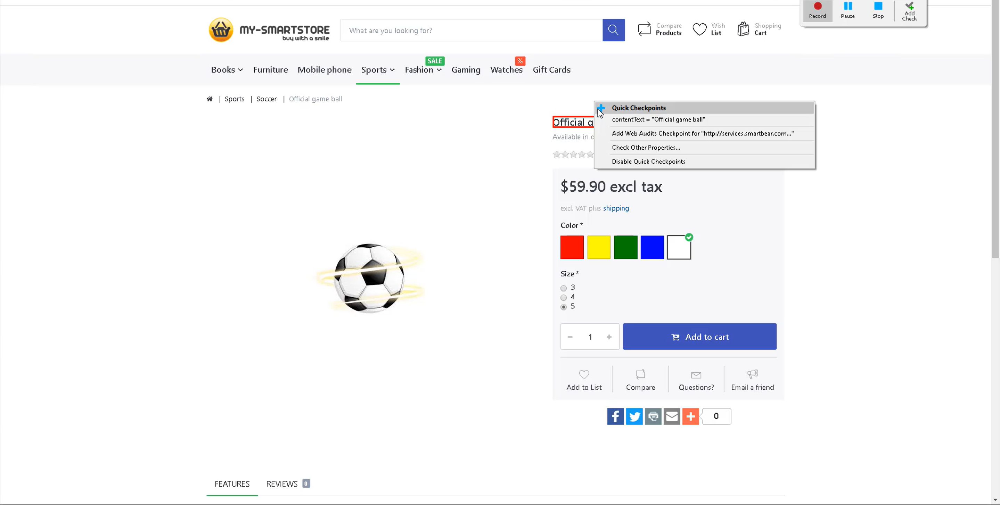 Record
Pause
Stop
Add
Check
MY-SMARTSTORE
buy with a smile
What are you looking for?
Compare
Products
Wish
List
Shopping
Cart
SALE
%
Books
Furniture
Mobile phone
Sports
Fashion
Gaming
Watches
Gift Cards
| Sports | Soccer | Official game ball
Quick Checkpoints
contentText = "Official game ball"
Add Web Audits Checkpoint for "http://services.smartbear.com..."
Check Other Properties...
Disable Quick Checkpoints
Official
Available in
$59.90 excl tax
excl. VAT plus shipping
Color *
Size *
3
4
5
1
Add to cart
Add to List
Compare
Questions?
Email a friend
0
FEATURES
REVIEWS 0